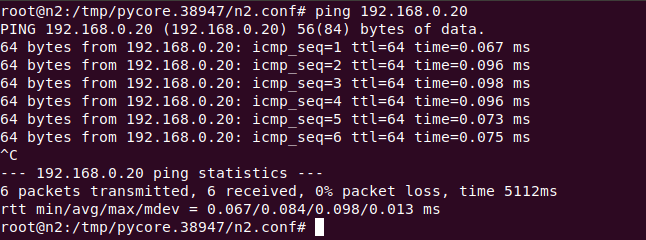 root@n2:/tmp/pycore.38947/n2.conf# ping 192.168.0.20
PING 192.168.0.20 (192.168.0.20) 56(84) bytes of data.
64 bytes from 192.168.0.20: icmp_seq=1 ttl=64 time=0.067 ms
64 bytes from 192.168.0.20: icmp_seq=2 ttl=64 time=0.096 ms
64 bytes from 192.168.0.20: icmp_seq=3 ttl=64 time=0.098 ms
64 bytes from 192.168.0.20: icmp_seq=4 ttl=64 time=0.096 ms
64 bytes from 192.168.0.20: icmp_seq=5 ttl=64 time=0.073 ms
64 bytes from 192.168.0.20: icmp_seq=6 ttl=64 time=0.075 ms
^C
--- 192.168.0.20 ping statistics ---
6 packets transmitted, 6 received, 0% packet loss, time 5112ms
rtt min/avg/max/mdev = 0.067/0.084/0.098/0.013 ms
root@n2:/tmp/pycore.38947/n2.conf#